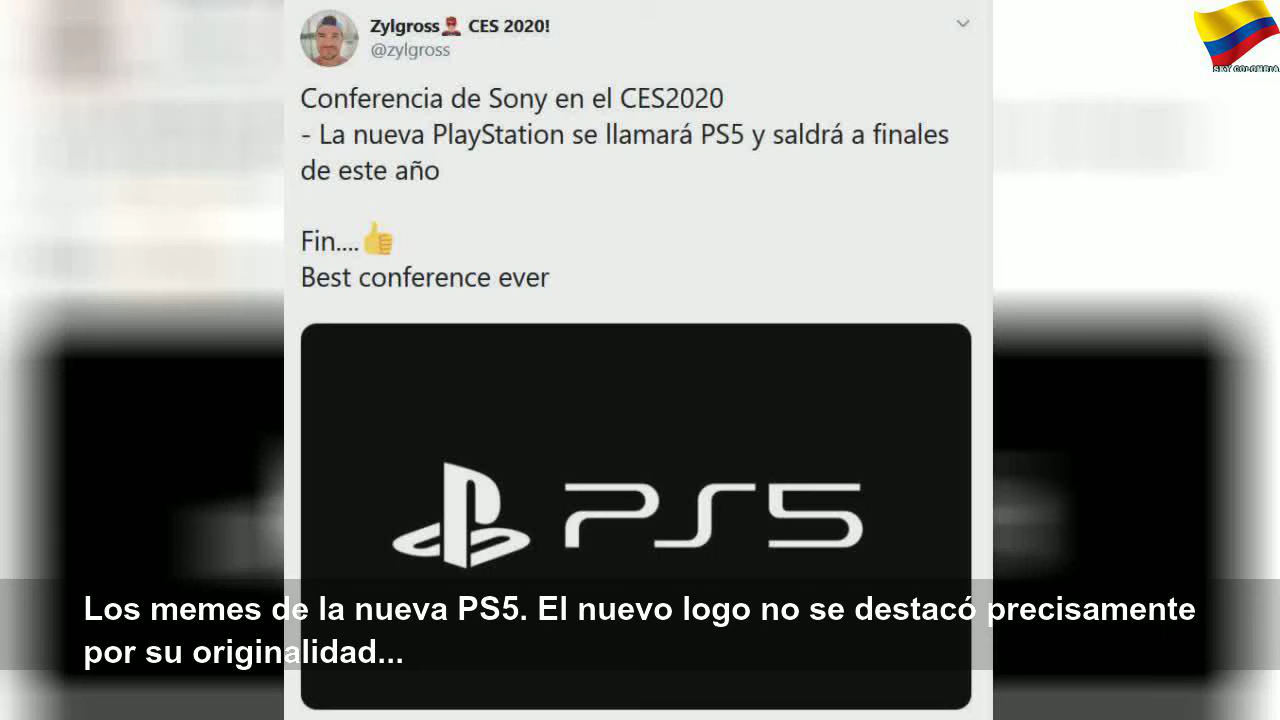 Zylgross CES 2020!
@zylgross
SKY COLOMBIA
Conferencia de Sony en el CES2020
- La nueva PlayStation se llamará PS5 y saldrá a finales
de este año
Fin....👍
Best conference ever
PS5
Los memes de la nueva PS5. El nuevo logo no se destacó precisamente
por su originalidad...